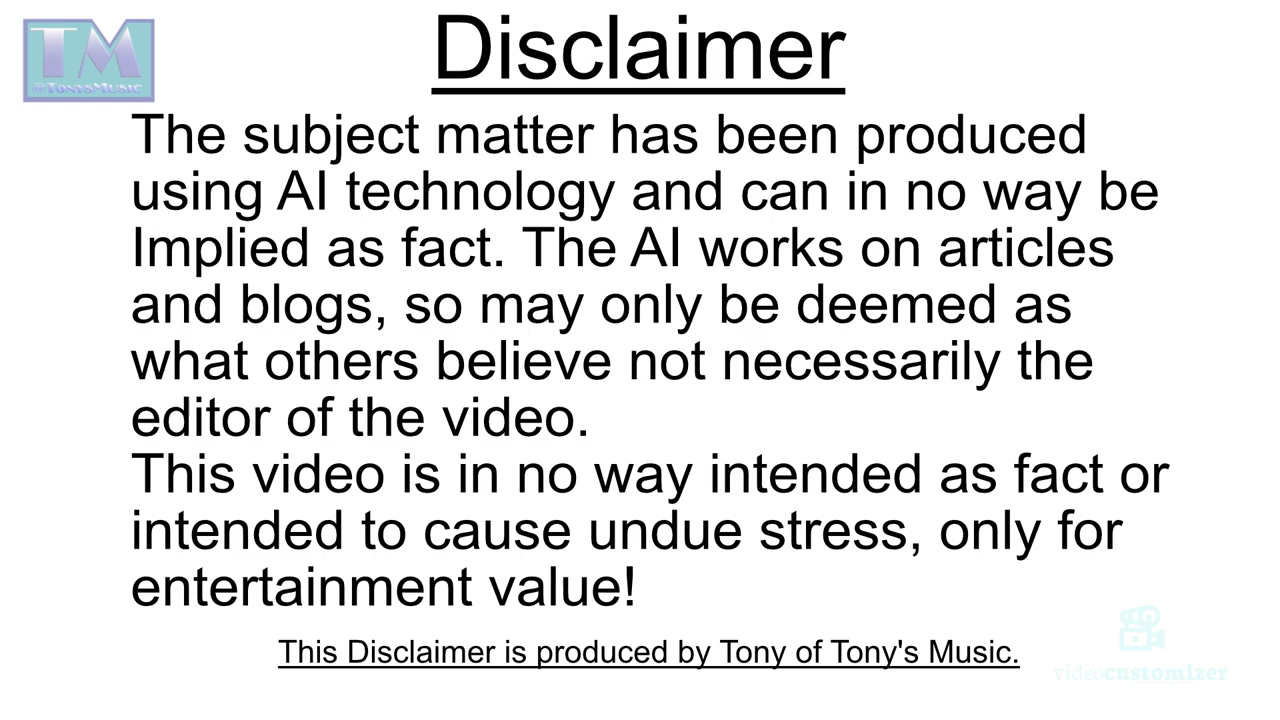 TM
@TonysMusic
Disclaimer
The subject matter has been produced
using AI technology and can in no way be
Implied as fact. The AI works on articles
and blogs, so may only be deemed as
what others believe not necessarily the
editor of the video.
This video is in no way intended as fact or
intended to cause undue stress, only for
entertainment value!
This Disclaimer is produced by Tony of Tony's Music.
videocustomizer